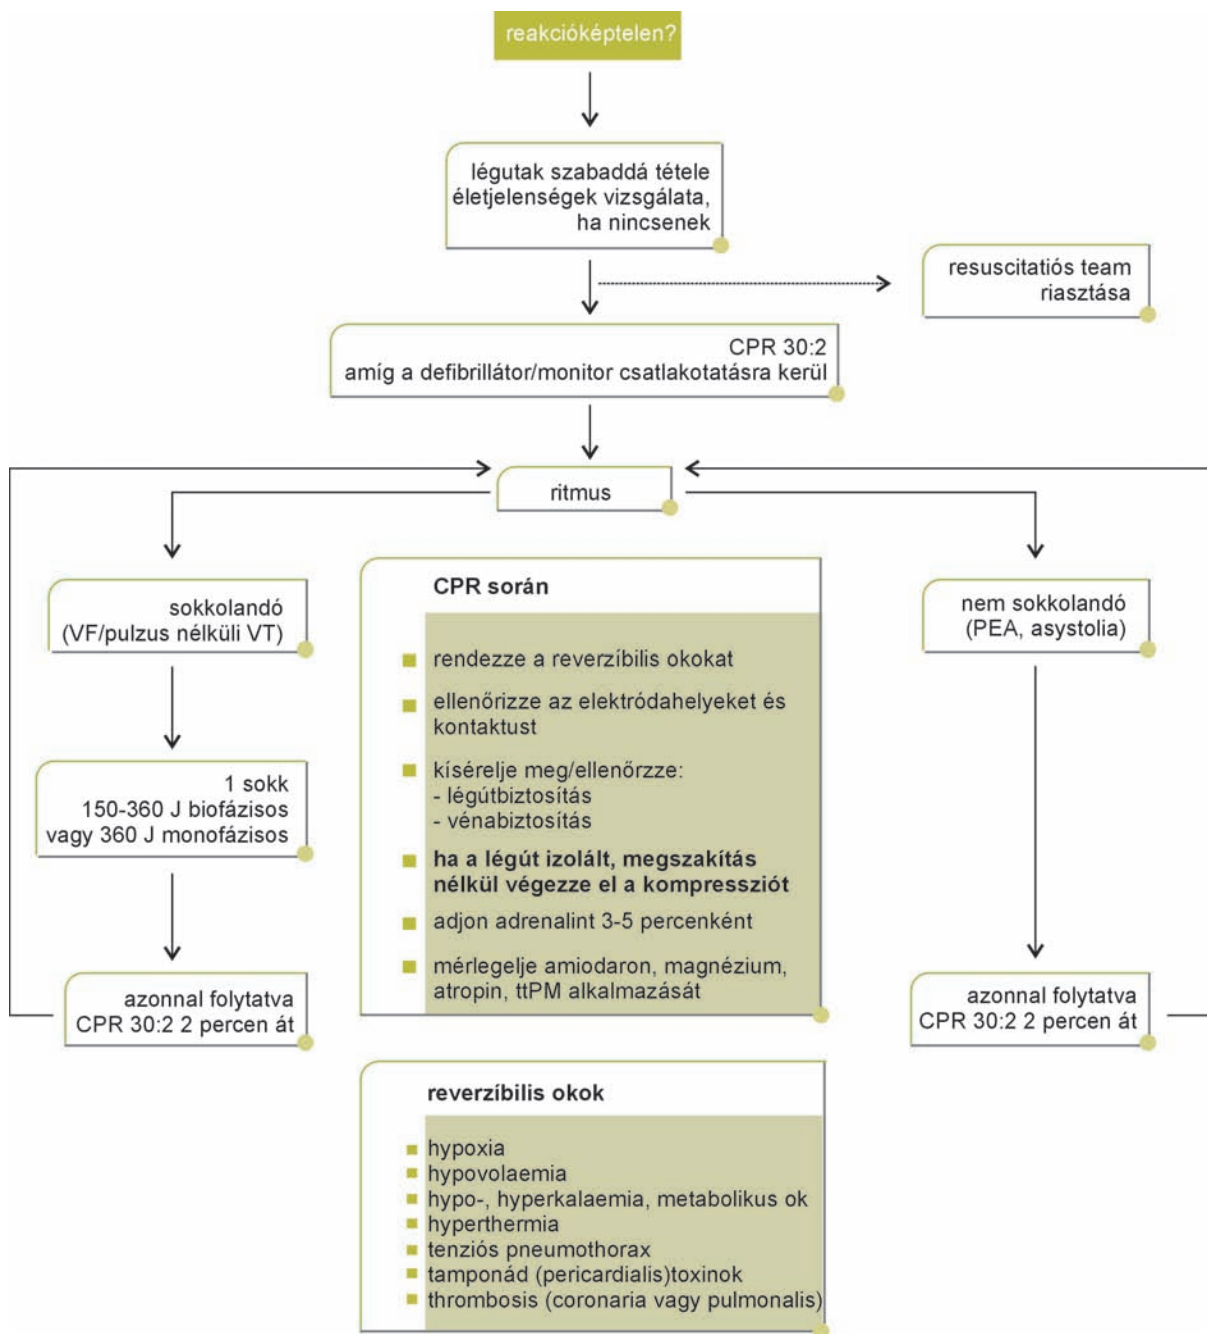 reakcióképtelen?
légutak szabaddá tétele
életjelenségek vizsgálata,
ha nincsenek
resuscitatiós team
riasztása
CPR 30:2
amíg a defibrillátor/monitor csatlakotatásra kerül
ritmus
sokkolandó
(VF/pulzus nélküli VT)
1 sokk
150-360 J biofázisos
vagy 360 J monofázisos
azonnal folytatva
CPR 30:2 2 percen át
CPR során
rendezze a reverzíbilis okokat
ellenőrizze az elektródahelyeket és
kontaktust
kísérelje meg/ellenőrzze:
- légútbiztosítás
- vénabiztosítás
ha a légút izolált, megszakítás
nélkül végezze el a kompressziót
adjon adrenalint 3-5 percenként
mérlegelje amiodaron, magnézium,
atropin, ttPM alkalmazását
nem sokkolandó
(PEA, asystolia)
azonnal folytatva
CPR 30:2 2 percen át
reverzíbilis okok
hypoxia
hypovolaemia
hypo-, hyperkalaemia, metabolikus ok
hyperthermia
tenziós pneumothorax
tamponád (pericardialis)toxinok
thrombosis (coronaria vagy pulmonalis)